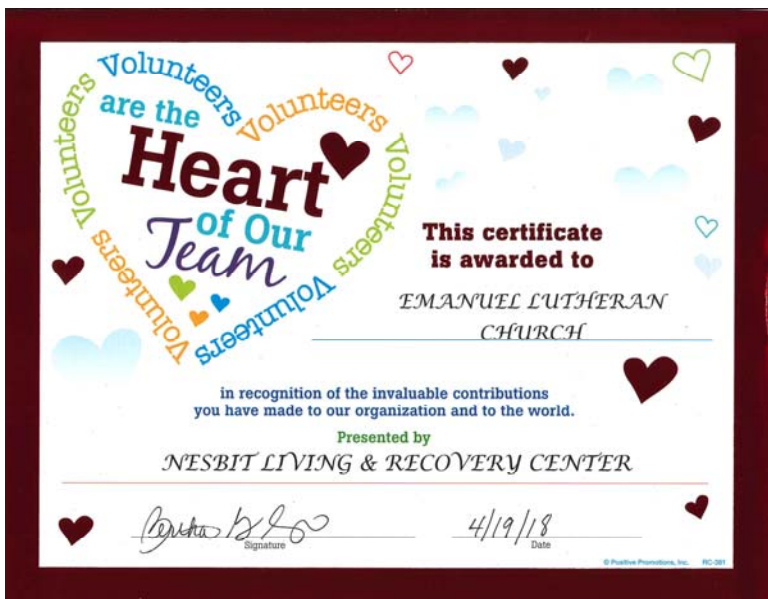 Volunteers
Volunteers
Volunteers
Volunteers
Volunteers
Volunteers
are the
Heart
of Our
Team
This certificate
is awarded to
EMANUEL LUTHERAN
CHURCH
in recognition of the invaluable contributions
you have made to our organization and to the world.
Presented by
NESBIT LIVING & RECOVERY CENTER
4/19/18
Signature
Date
© Positive Promotions, Inc. RC-381